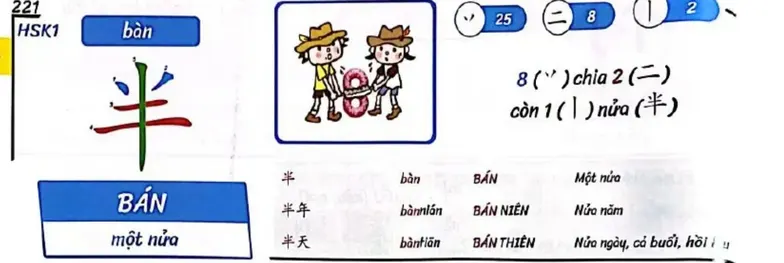 221
HSK1
bàn
半
BÁN
một nửa
丷 25
二 8
丨 2
8 (丷) chia 2 (二)
còn 1 (丨) nửa (半)
半 bàn BÁN Một nửa
半年 bànnián BÁN NIÊN Nửa năm
半天 bàntiān BÁN THIÊN Nửa ngày, cả buổi, hồi